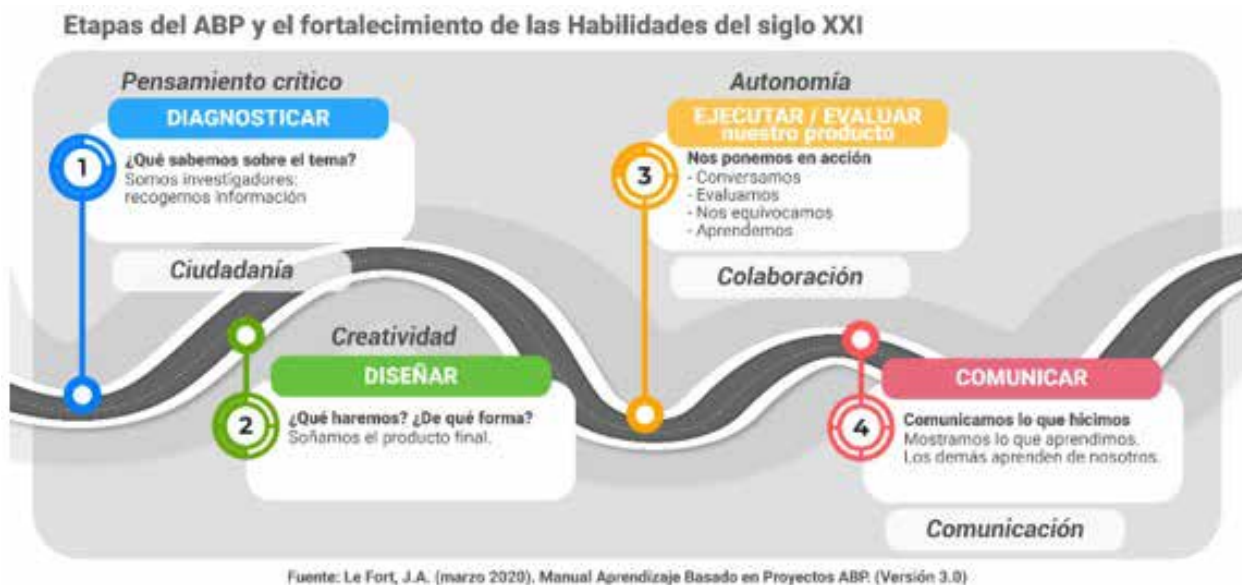 Etapas del ABP y el fortalecimiento de las Habilidades del siglo XXI
Pensamiento crítico
DIAGNOSTICAR
1
¿Qué sabemos sobre el tema?
Somos investigadores:
recogemos información
Ciudadanía
Creatividad
DISEÑAR
2
¿Qué haremos? ¿De qué forma?
Soñamos el producto final.
Autonomía
EJECUTAR / EVALUAR
nuestro producto
3
Nos ponemos en acción
- Conversamos
- Evaluamos
- Nos equivocamos
- Aprendemos
Colaboración
COMUNICAR
4
Comunicamos lo que hicimos
Mostramos lo que aprendimos.
Los demás aprenden de nosotros.
Comunicación
Fuente: Le Fort, J.A. (marzo 2020). Manual Aprendizaje Basado en Proyectos ABP. (Versión 3.0)